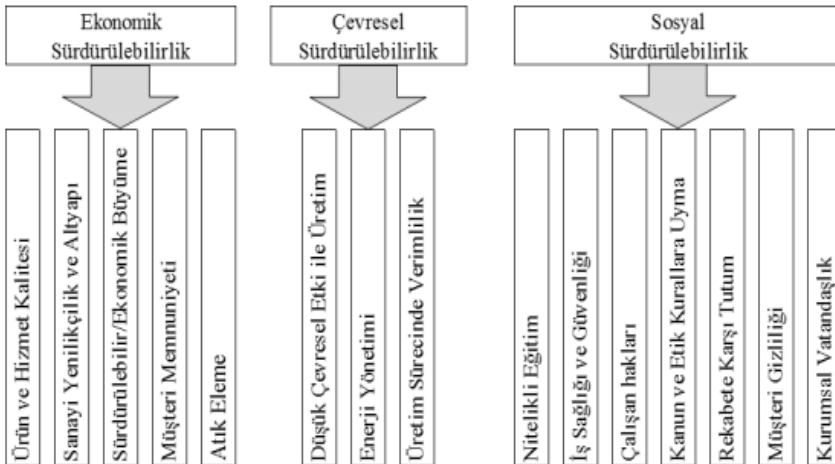 Ekonomik
Sürdürülebilirlik
Çevresel
Sürdürülebilirlik
Sosyal
Sürdürülebilirlik
Ürün ve Hizmet Kalitesi
Sanayi Yenilikçilik ve Altyapı
Sürdürülebilir/Ekonomik Büyüme
Müşteri Memnuniyeti
Atık Eleme
Düşük Çevresel Etki ile Üretim
Enerji Yönetimi
Üretim Sürecinde Verimlilik
Nitelikli Eğitim
İş Sağlığı ve Güvenliği
Çalışan hakları
Kanun ve Etik Kurallara Uyma
Rekabete Karşı Tutum
Müşteri Gizliliği
Kurumsal Vatandaşlık